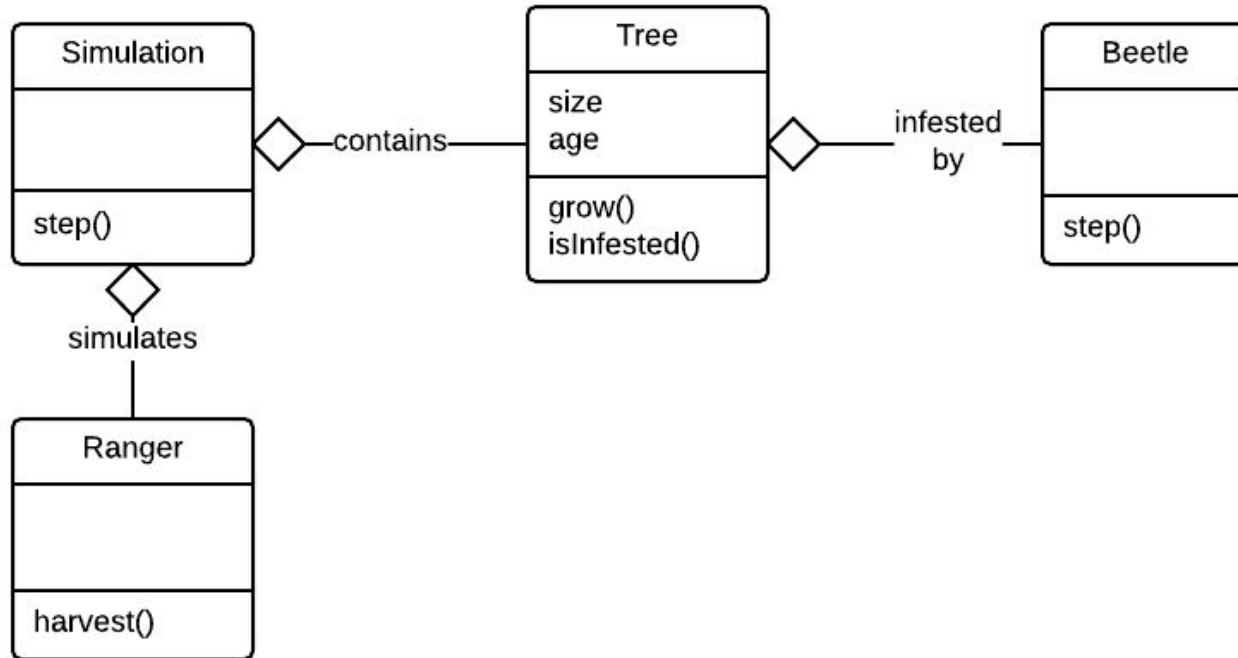 Simulation
step()
contains
Tree
size
age
grow()
isInfested()
infested
by
Beetle
step()
simulates
Ranger
harvest()